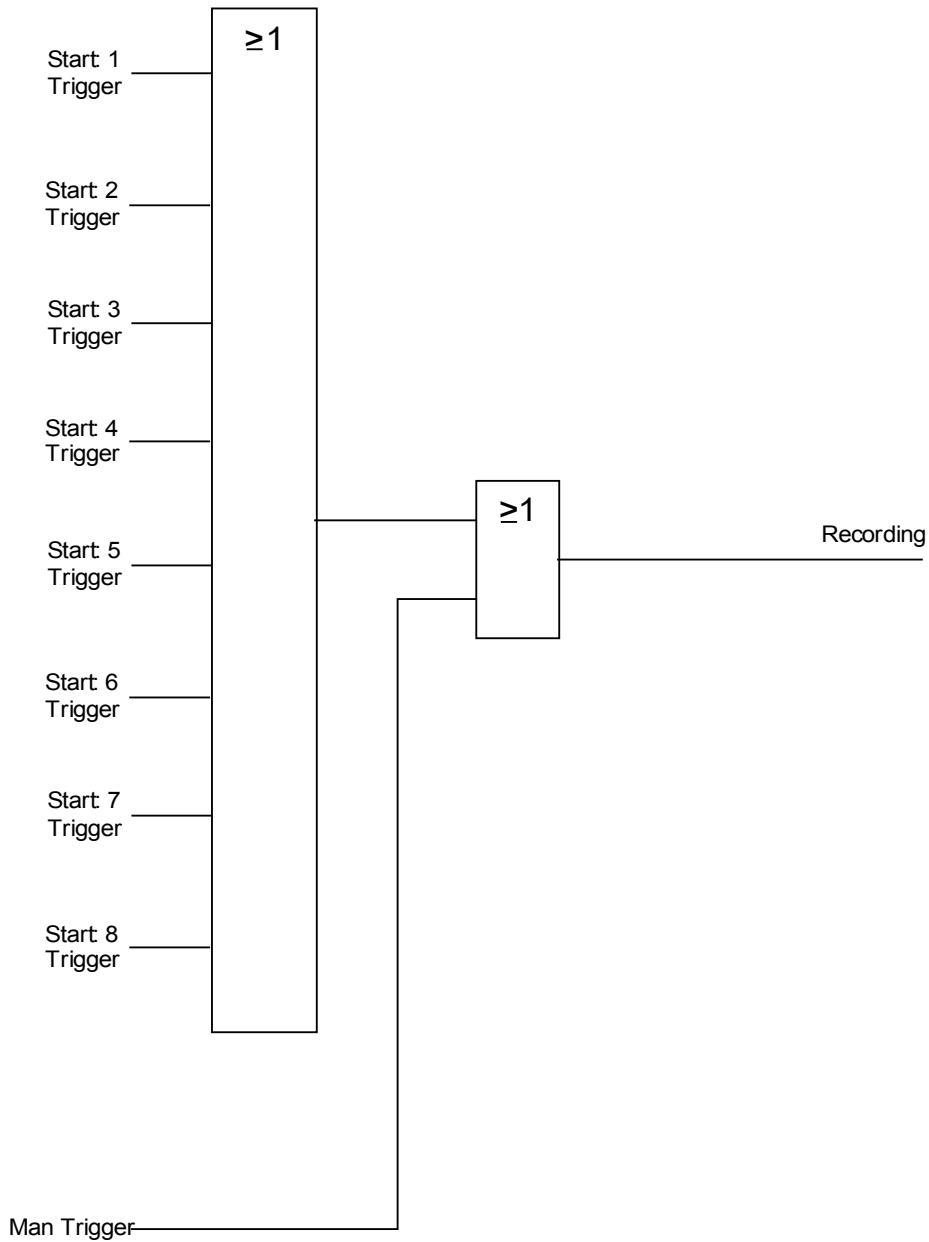 ≥1
Start: 1
Trigger
Start: 2
Trigger
Start: 3
Trigger
Start: 4
Trigger
≥1
Recording
Start: 5
Trigger
Start: 6
Trigger
Start: 7
Trigger
Start: 8
Trigger
Man Trigger